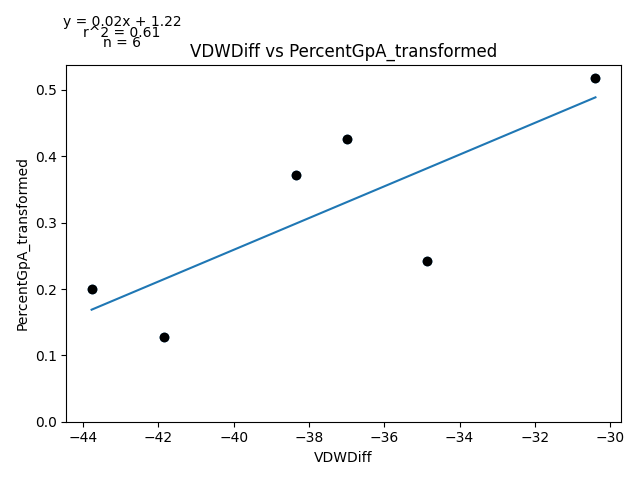 y = 0.02x + 1.22
r^2 = 0.61
n = 6
VDWDiff vs PercentGpA_transformed
PercentGpA_transformed
0.5
0.4
0.3
0.2
0.1
0.0
−44 −42 −40 −38 −36 −34 −32 −30
VDWDiff